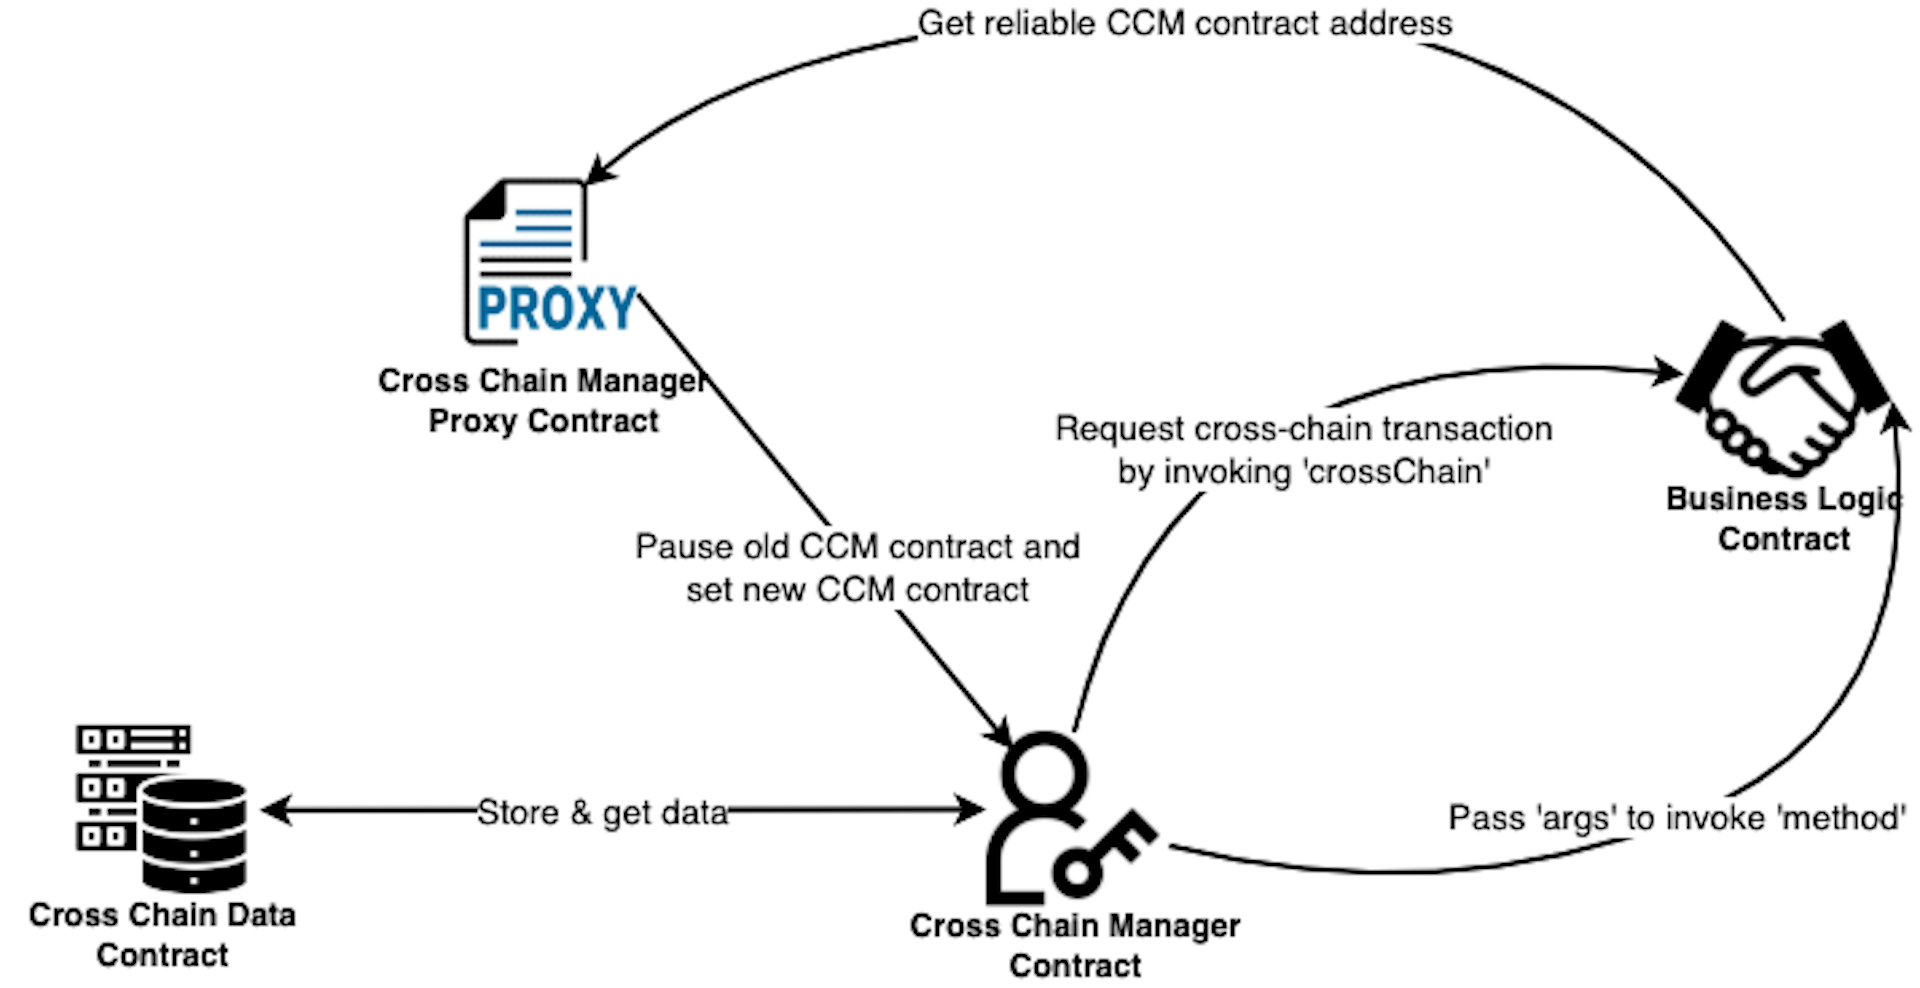 Get reliable CCM contract address
PROXY
Cross Chain Manager
Proxy Contract
Request cross-chain transaction
by invoking 'crossChain'
Business Logic
Contract
Pause old CCM contract and
set new CCM contract
Store & get data
Pass 'args' to invoke 'method'
Cross Chain Data
Contract
Cross Chain Manager
Contract